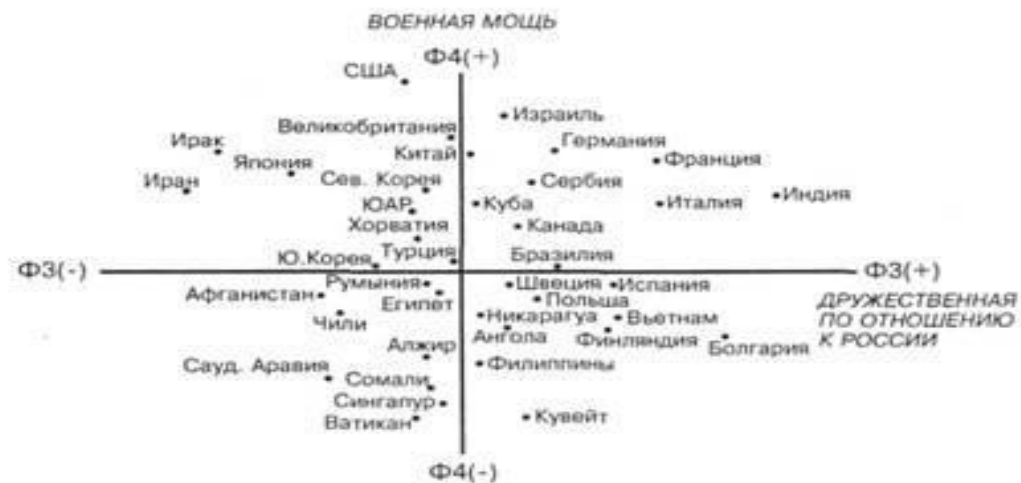 ВОЕННАЯ МОЩЬ
Ф4(+)
США
Израиль
Великобритания
Германия
Ирак
Китай
Франция
Япония
Сев. Корея
Сербия
Иран
Индия
ЮАР
Куба
Италия
Хорватия
Канада
Турция
Бразилия
Ю.Корея
Ф3(-)
Ф3(+)
Румыния
Швеция
Испания
Афганистан
Египет
Польша
ДРУЖЕСТВЕННАЯ
ПО ОТНОШЕНИЮ
К РОССИИ
Чили
Никарагуа
Вьетнам
Ангола
Финляндия
Болгария
Алжир
Сауд. Аравия
Филиппины
Сомали
Сингапур
Ватикан
Кувейт
Ф4(-)